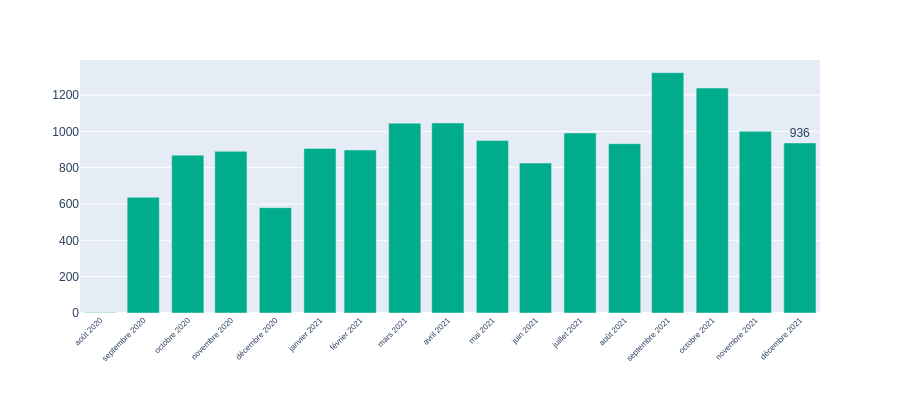 1200
1000
800
600
400
200
0
936
août 2020
septembre 2020
octobre 2020
novembre 2020
décembre 2020
janvier 2021
février 2021
mars 2021
avril 2021
mai 2021
juin 2021
juillet 2021
août 2021
septembre 2021
octobre 2021
novembre 2021
décembre 2021